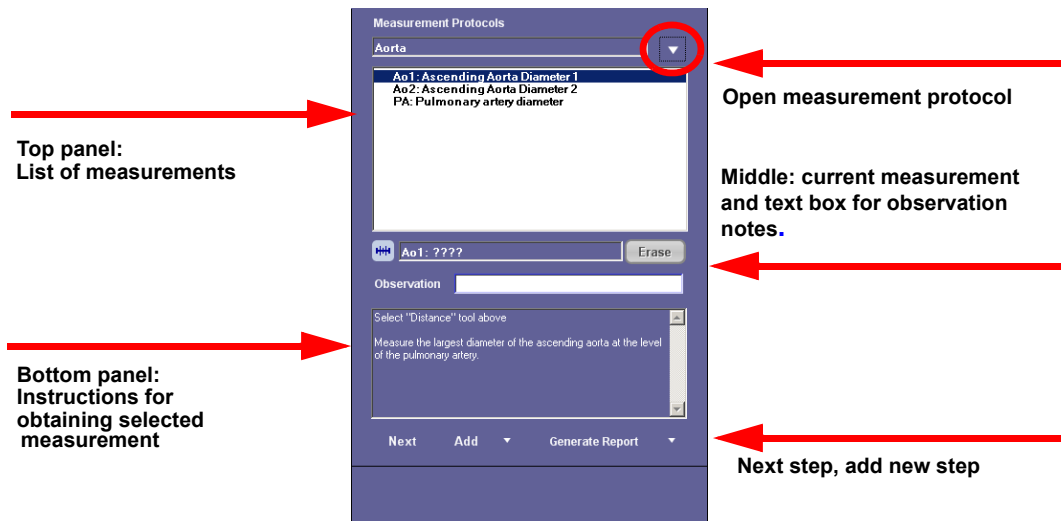 Measurement Protocols
Aorta
Ao1: Ascending Aorta Diameter 1
Ao2: Ascending Aorta Diameter 2
PA: Pulmonary artery diameter
Open measurement protocol
Top panel:
List of measurements
Middle: current measurement
and text box for observation
notes.
Ao1: ????
Erase
Observation
Select "Distance" tool above
Measure the largest diameter of the ascending aorta at the level
of the pulmonary artery.
Bottom panel:
Instructions for
obtaining selected
measurement
Next Add Generate Report
Next step, add new step